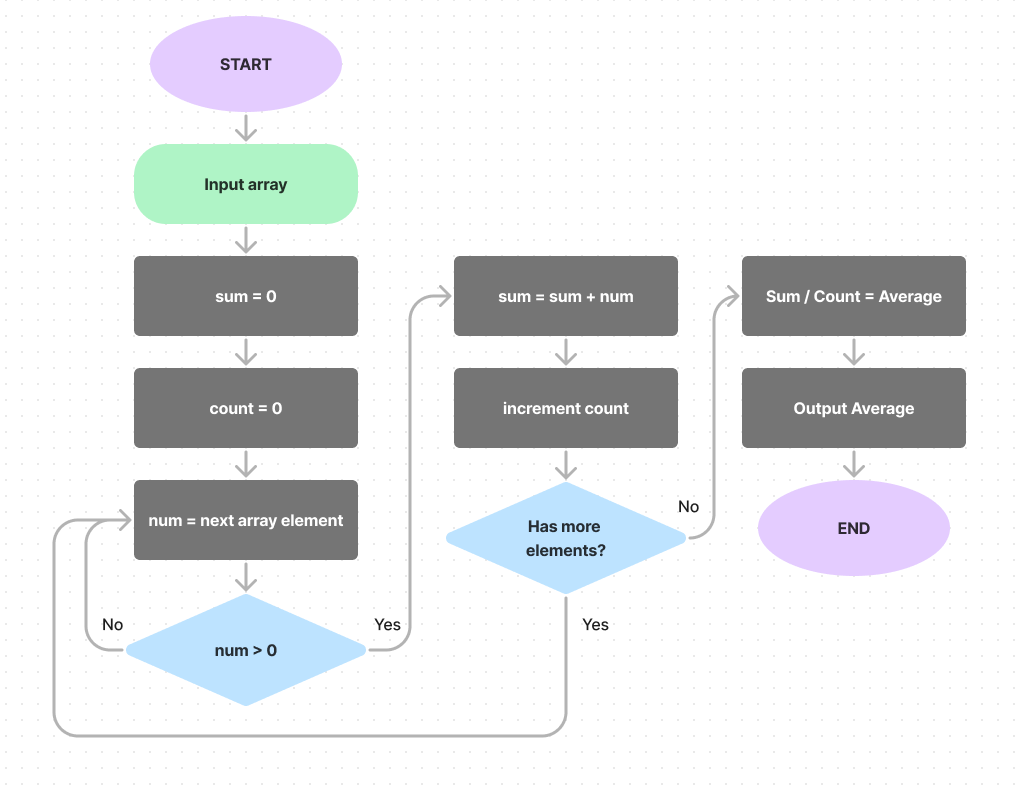 START
Input array
sum = 0
count = 0
num = next array element
num > 0
No
Yes
sum = sum + num
increment count
Has more
elements?
No
Yes
Sum / Count = Average
Output Average
END